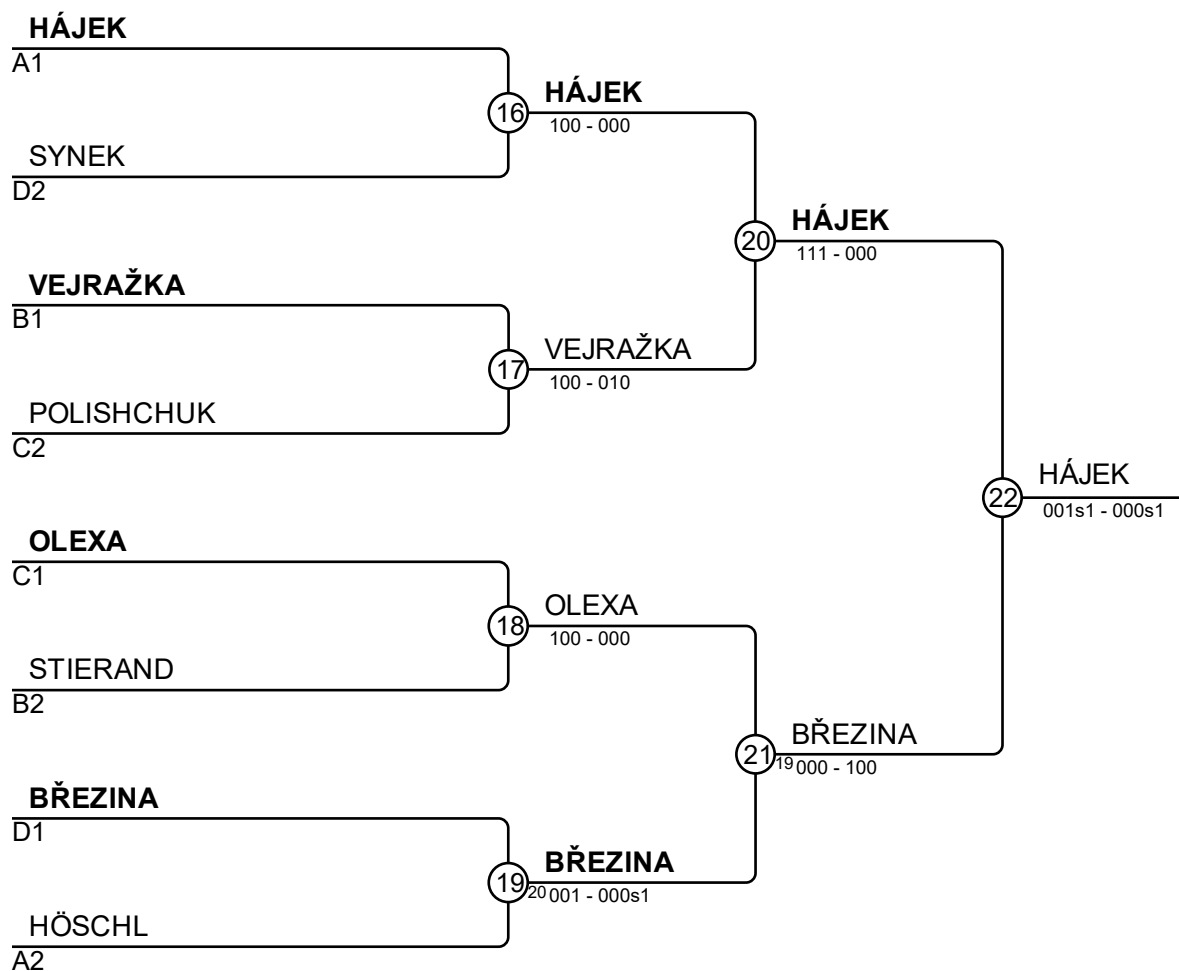 HÁJEK
A1
16
HÁJEK
100 - 000
SYNEK
D2
20
HÁJEK
111 - 000
VEJRAŽKA
B1
17
VEJRAŽKA
100 - 010
POLISHCHUK
C2
22
HÁJEK
001s1 - 000s1
OLEXA
C1
18
OLEXA
100 - 000
STIERAND
B2
21
BŘEZINA
19 000 - 100
BŘEZINA
D1
19
BŘEZINA
20 001 - 000s1
HÖSCHL
A2